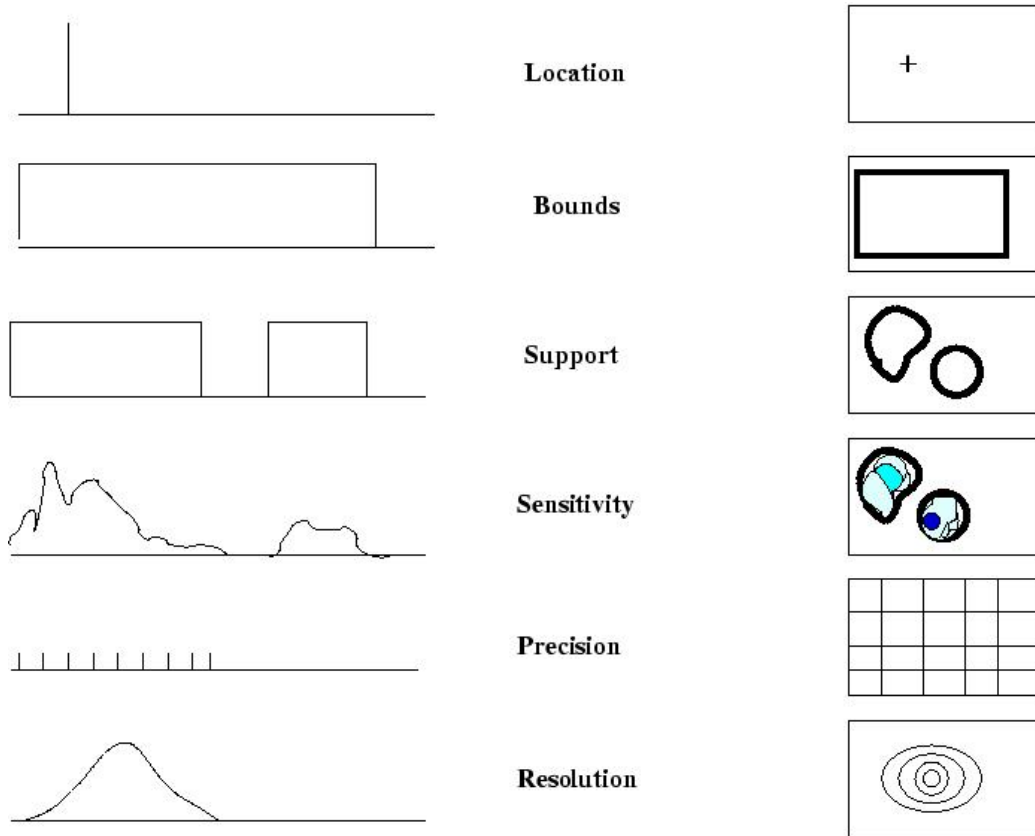 Location
Bounds
Support
Sensitivity
Precision
Resolution